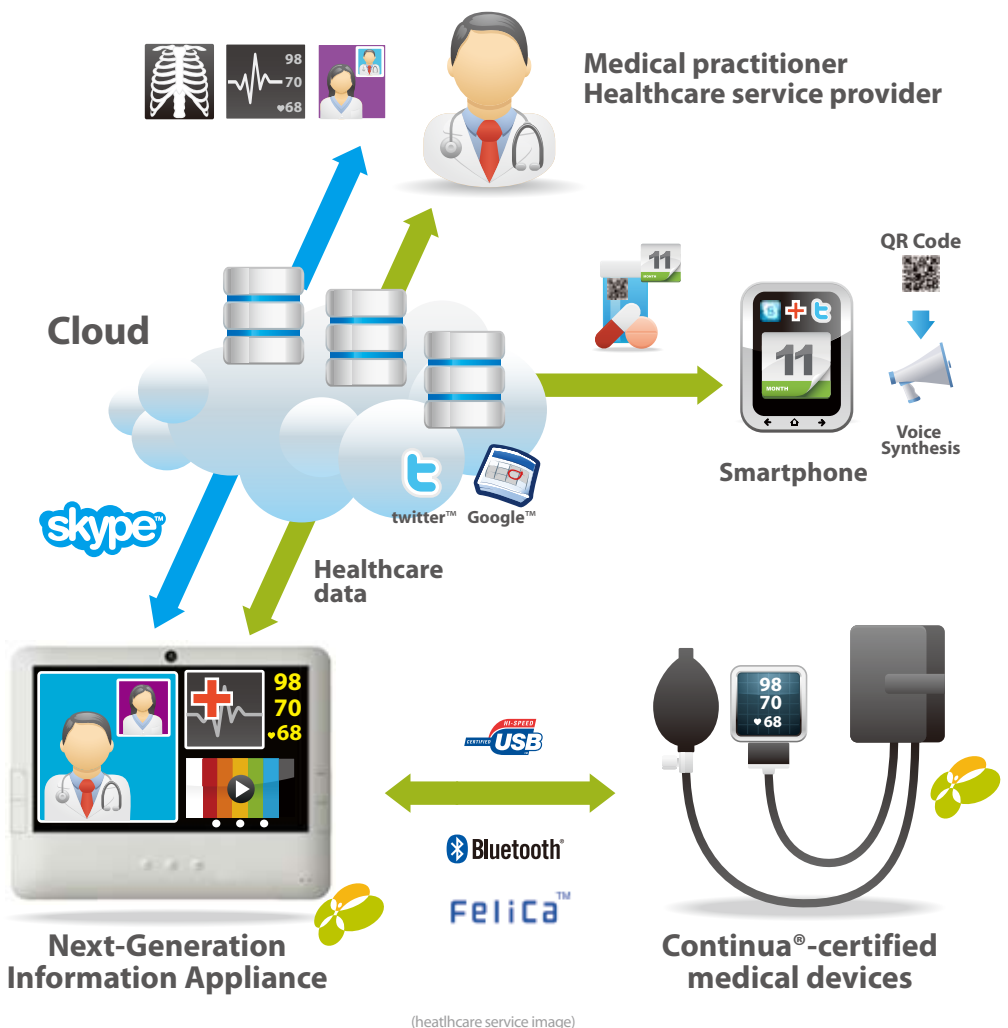 98
70
♥68
Medical practitioner
Healthcare service provider
Cloud
11
MONTH
QR Code
11
MONTH
Voice
Synthesis
Smartphone
skype™
twitter™ Google™
Healthcare
data
98
70
♥68
HI-SPEED
CERTIFIED USB
Bluetooth®
FeliCa™
98
70
♥68
Next-Generation
Information Appliance
Continua®-certified
medical devices
(heatlhcare service image)